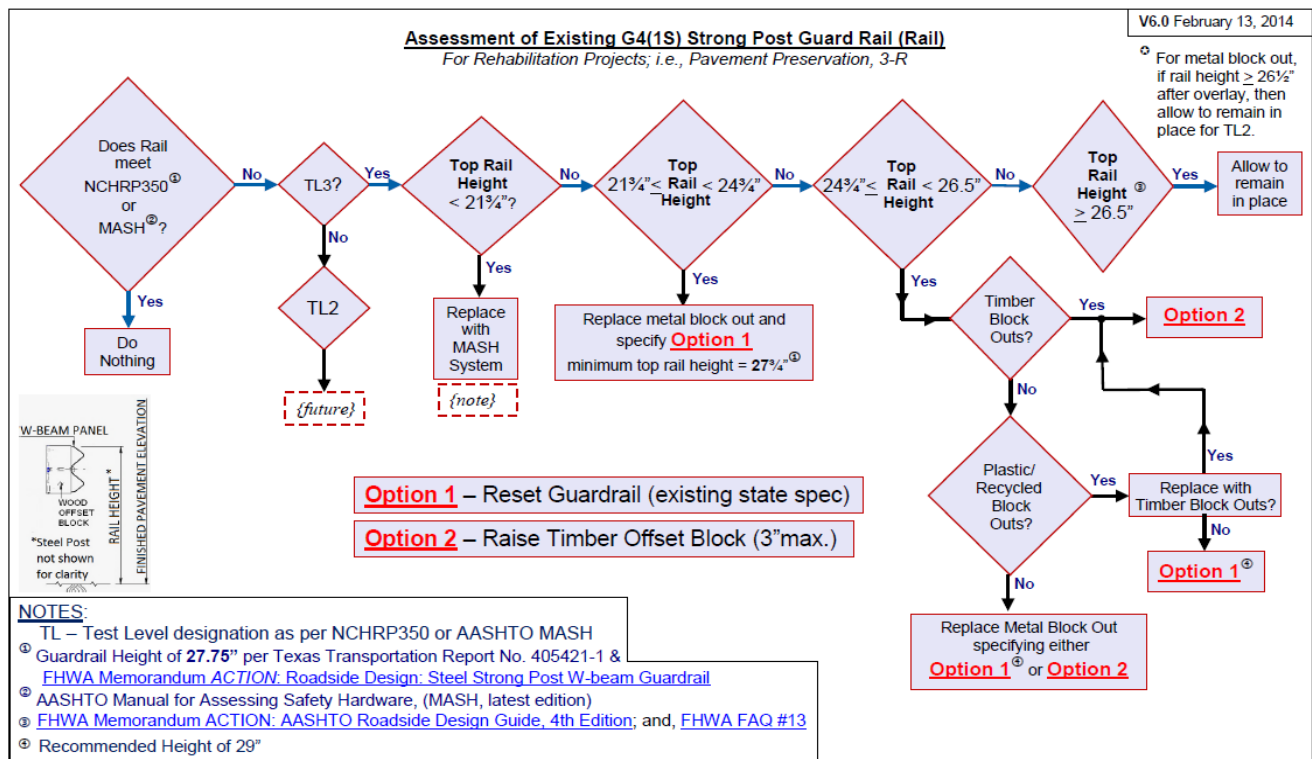 V6.0 February 13, 2014
Assessment of Existing G4(1S) Strong Post Guard Rail (Rail)
For Rehabilitation Projects; i.e., Pavement Preservation, 3-R
✪ For metal block out,
if rail height ≥ 26½”
after overlay, then
allow to remain in
place for TL2.
Does Rail
meet
NCHRP350①
or
MASH②?
No
TL3?
Yes
Top Rail
Height
< 21¾”?
No
Top
21¾” ≤ Rail < 24¾”
Height
No
Top
24¾” ≤ Rail < 26.5”
Height
No
Top
Rail
Height ③
≥ 26.5”
Yes
Allow to
remain
in place
Yes
Do
Nothing
No
TL2
{future}
Yes
Replace
with
MASH
System
{note}
Yes
Replace metal block out and
specify Option 1
minimum top rail height = 27¾”①
Yes
Timber
Block
Outs?
Yes
Option 2
No
Plastic/
Recycled
Block
Outs?
Yes
Replace with
Timber Block Outs?
Yes
No
Option 1④
No
Replace Metal Block Out
specifying either
Option 1④ or Option 2
W-BEAM PANEL
WOOD
OFFSET
BLOCK
RAIL HEIGHT*
FINISHED PAVEMENT ELEVATION
*Steel Post
not shown
for clarity
Option 1 – Reset Guardrail (existing state spec)
Option 2 – Raise Timber Offset Block (3”max.)
NOTES:
TL – Test Level designation as per NCHRP350 or AASHTO MASH
① Guardrail Height of 27.75” per Texas Transportation Report No. 405421-1 &
FHWA Memorandum ACTION: Roadside Design: Steel Strong Post W-beam Guardrail
② AASHTO Manual for Assessing Safety Hardware, (MASH, latest edition)
③ FHWA Memorandum ACTION: AASHTO Roadside Design Guide, 4th Edition; and, FHWA FAQ #13
④ Recommended Height of 29”